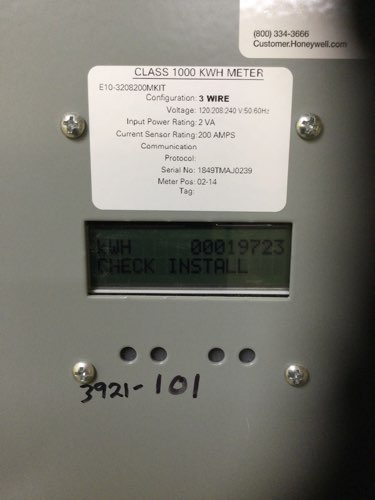 (800) 334-3666
Customer.Honeywell.com
CLASS 1000 KWH METER
E10-3208200MKIT
Configuration: 3 WIRE
Voltage: 120:208:240 V:50:60Hz
Input Power Rating: 2 VA
Current Sensor Rating: 200 AMPS
Communication
Protocol:
Serial No: 1849TMAJ0239
Meter Pos: 02-14
Tag:
kWH 00019723
CHECK INSTALL
3921-101